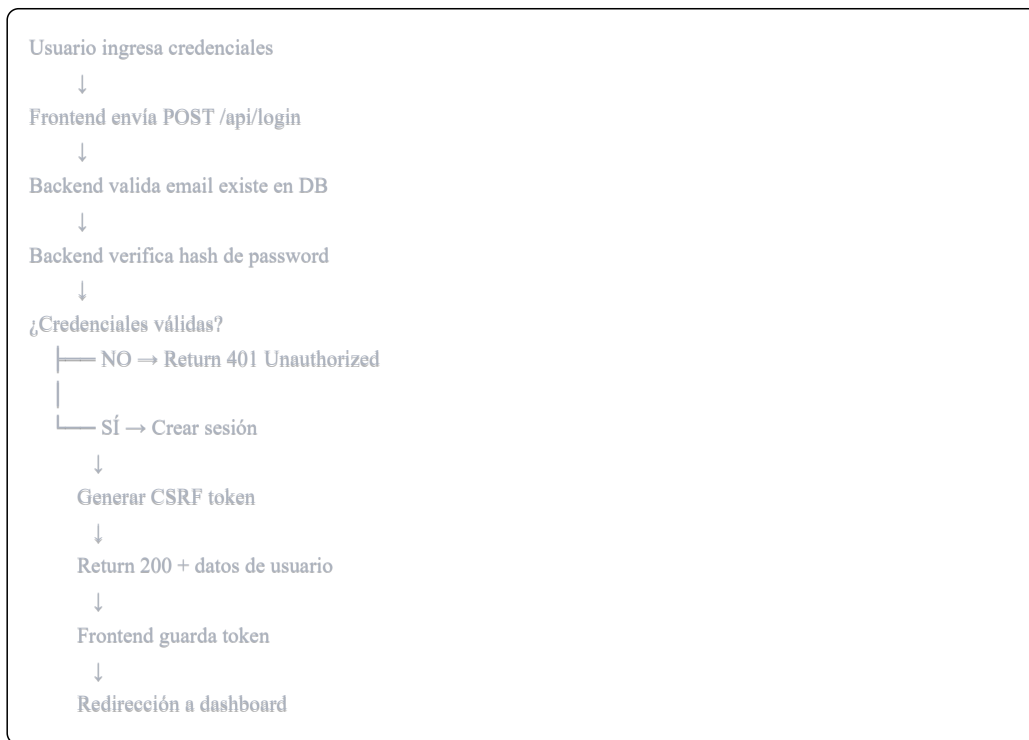 Usuario ingresa credenciales
↓
Frontend envía POST /api/login
↓
Backend valida email existe en DB
↓
Backend verifica hash de password
↓
¿Credenciales válidas?
├── NO → Return 401 Unauthorized
│
└── SÍ → Crear sesión
↓
Generar CSRF token
↓
Return 200 + datos de usuario
↓
Frontend guarda token
↓
Redirección a dashboard